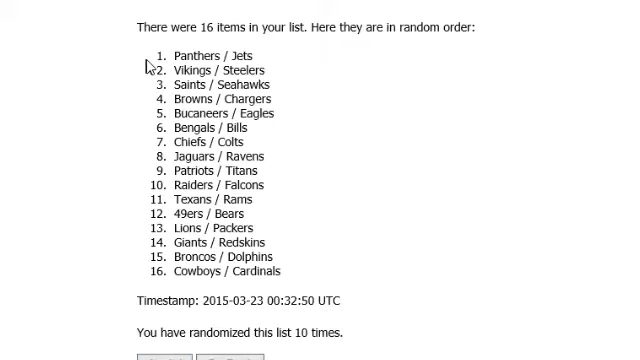 There were 16 items in your list. Here they are in random order:
1. Panthers / Jets
2. Vikings / Steelers
3. Saints / Seahawks
4. Browns / Chargers
5. Bucaneers / Eagles
6. Bengals / Bills
7. Chiefs / Colts
8. Jaguars / Ravens
9. Patriots / Titans
10. Raiders / Falcons
11. Texans / Rams
12. 49ers / Bears
13. Lions / Packers
14. Giants / Redskins
15. Broncos / Dolphins
16. Cowboys / Cardinals
Timestamp: 2015-03-23 00:32:50 UTC
You have randomized this list 10 times.